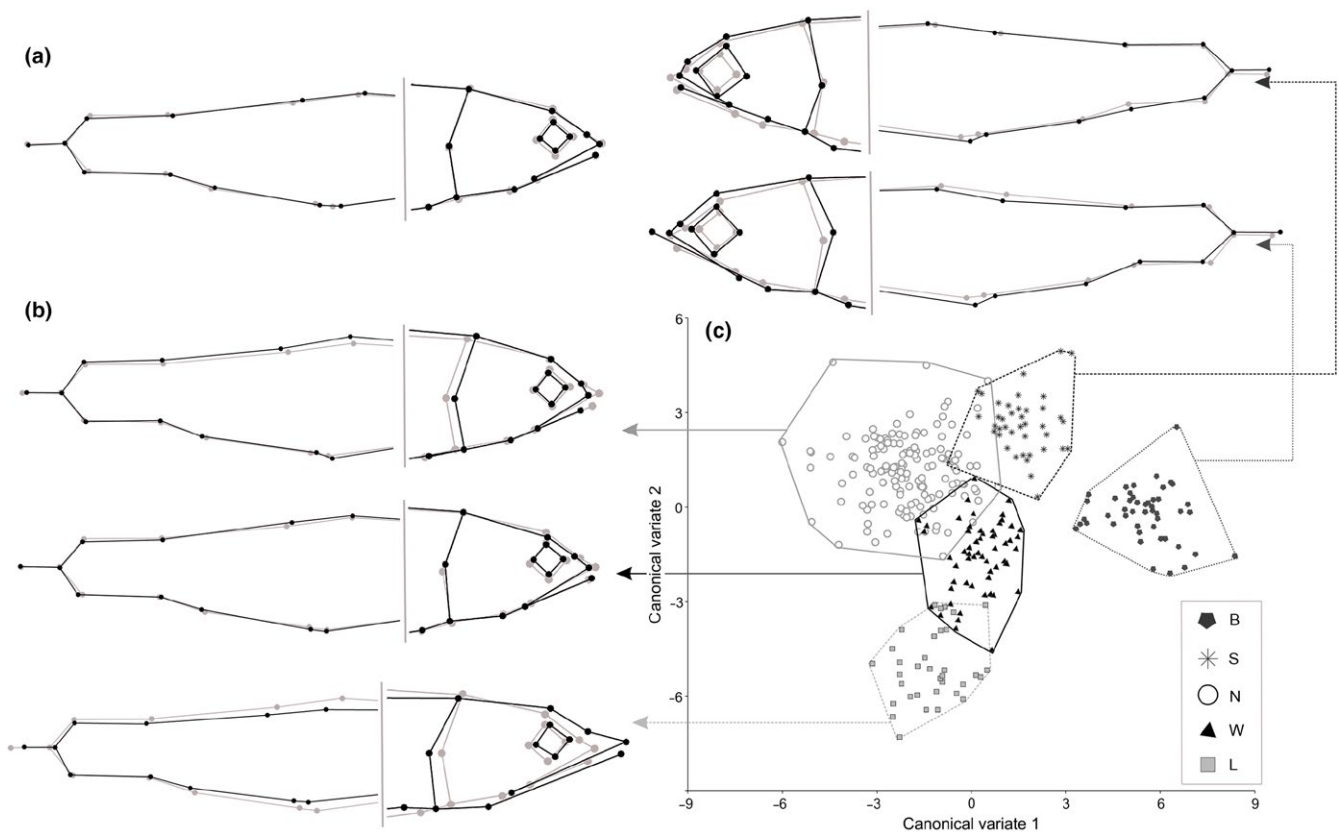 (a)
(b)
(c)
6
3
0
−3
−6
Canonical variate 2
−9
−6
−3
0
3
6
9
Canonical variate 1
B
S
N
W
L